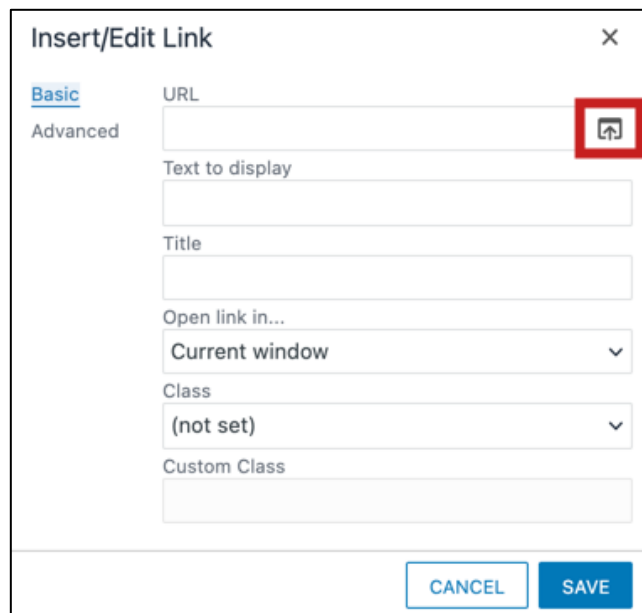 Insert/Edit Link
Basic
URL
Advanced
Text to display
Title
Open link in...
Current window
Class
(not set)
Custom Class
CANCEL SAVE